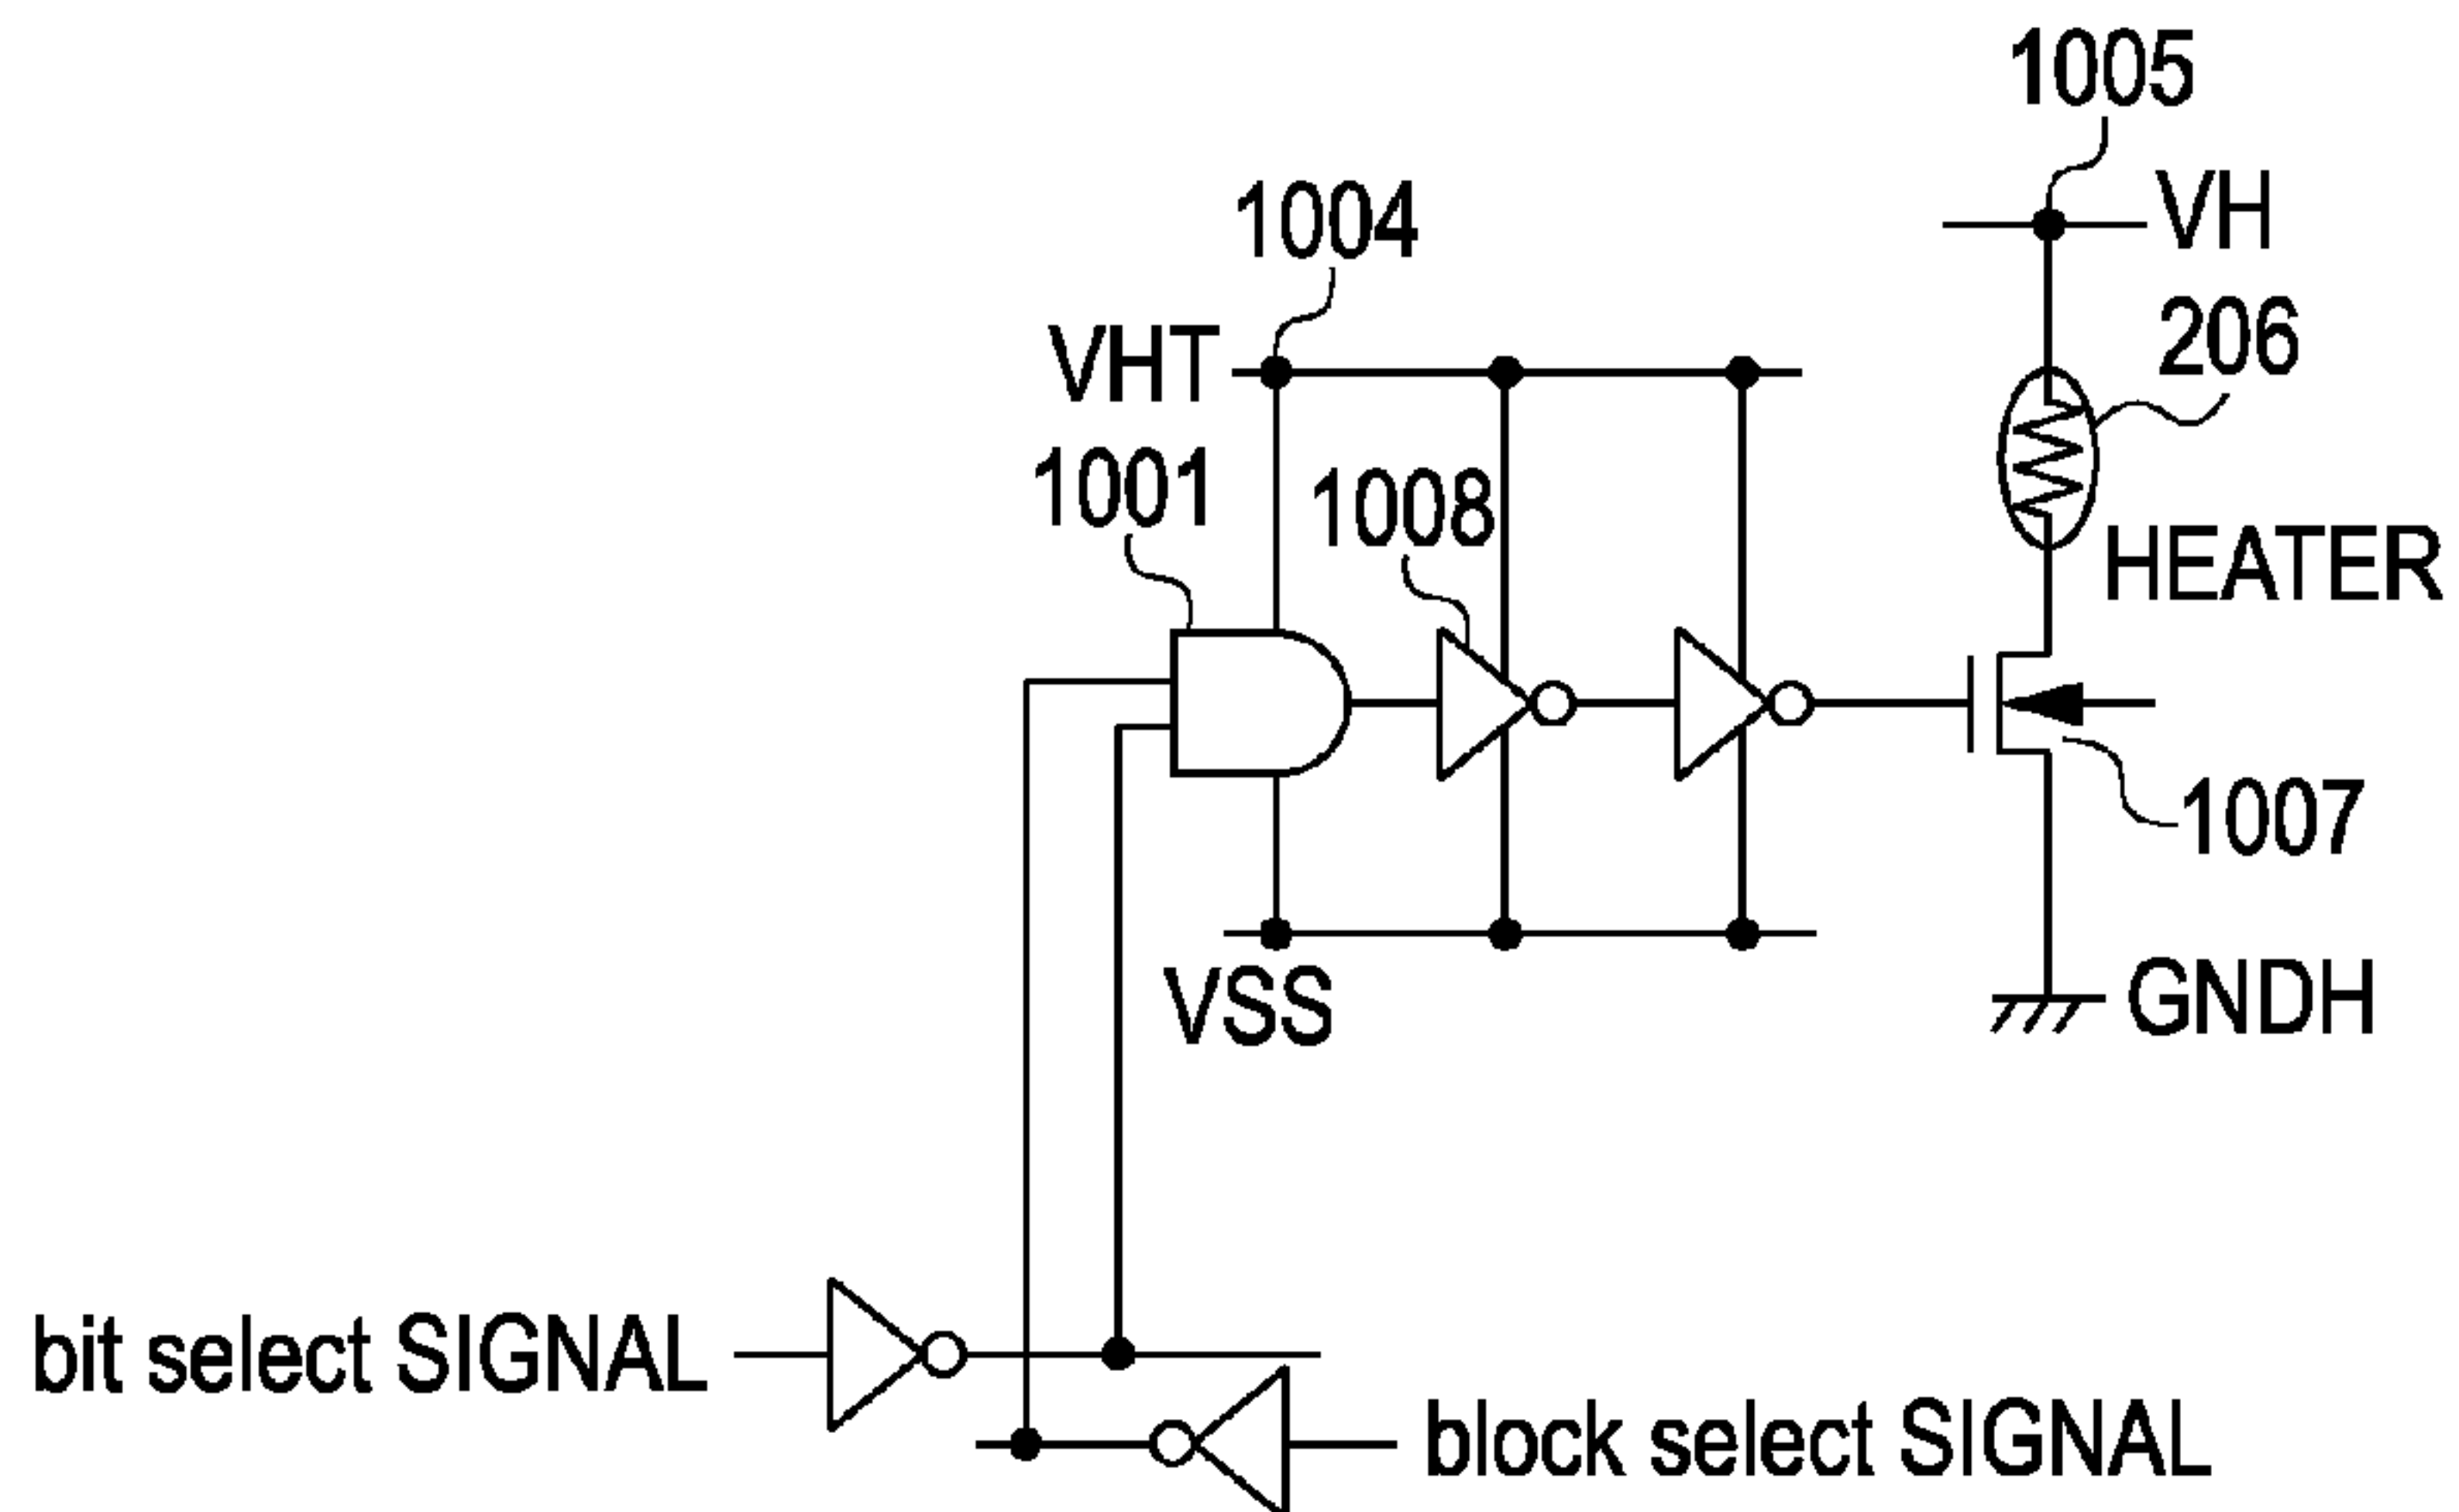 1005
VH
1004
206
VHT
1001
1008
HEATER
1007
VSS
GNDH
bit select SIGNAL
block select SIGNAL